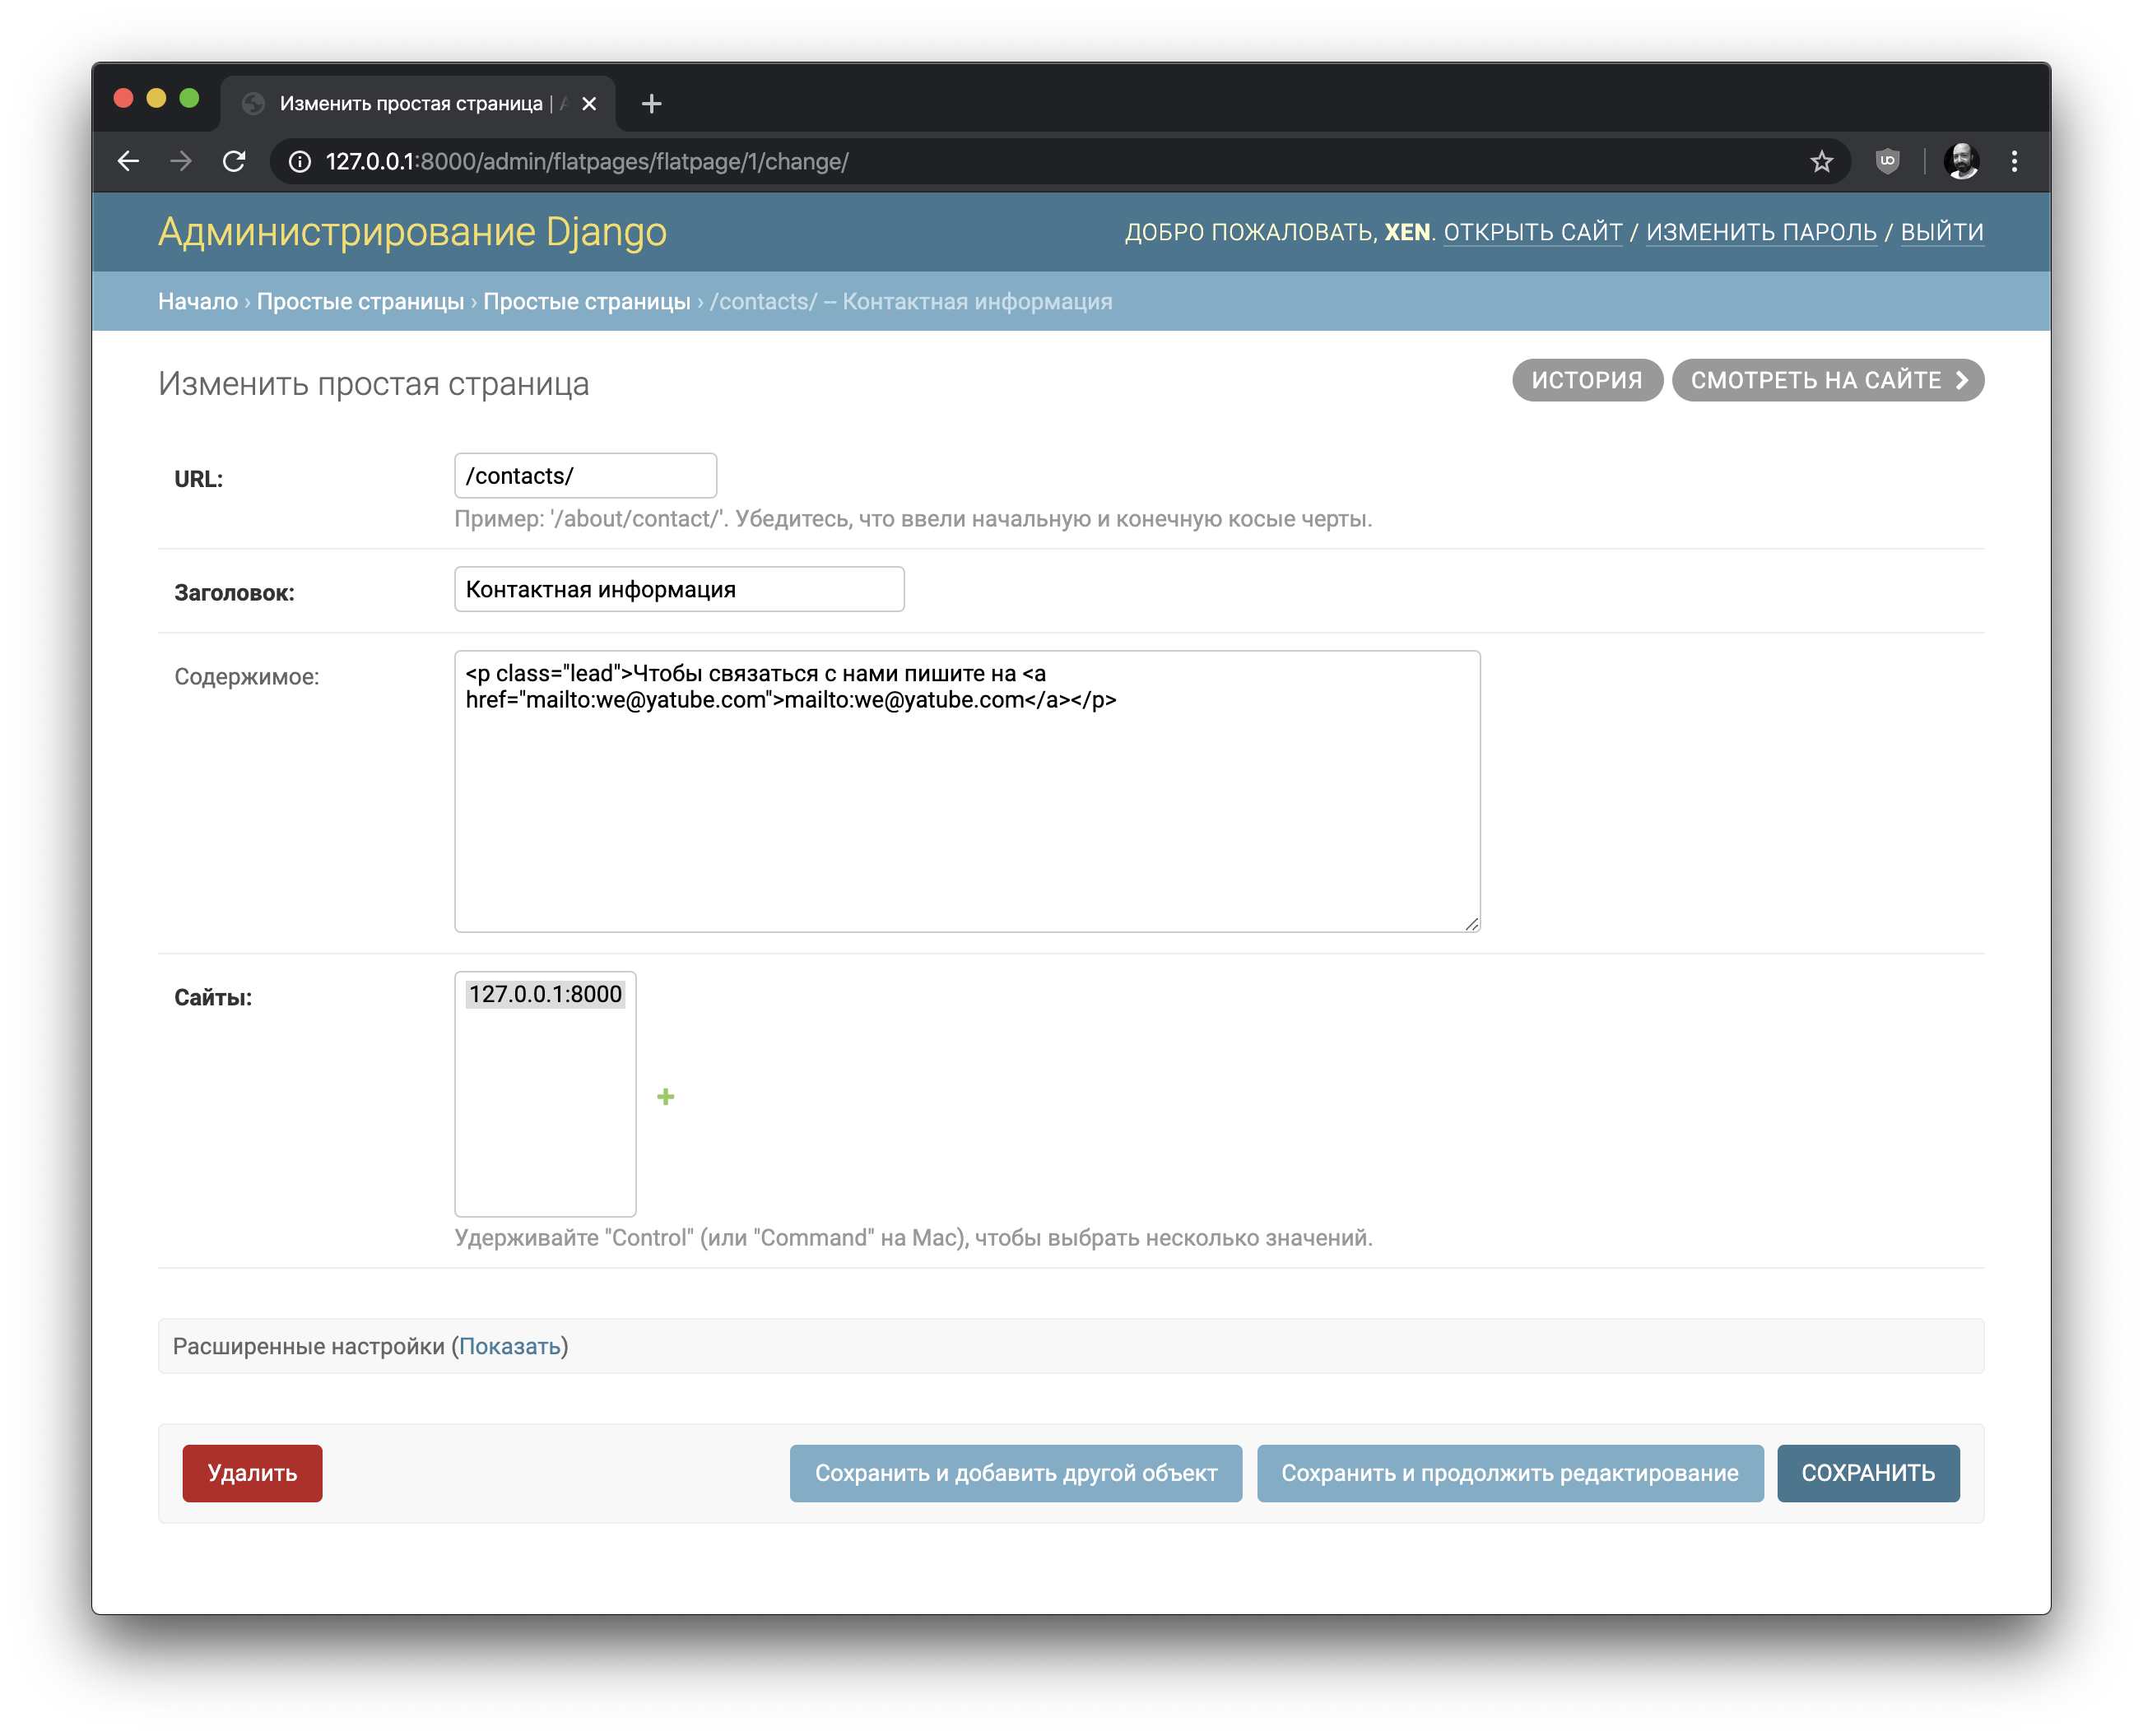 Изменить простая страница | А
127.0.0.1:8000/admin/flatpages/flatpage/1/change/
Администрирование Django
ДОБРО ПОЖАЛОВАТЬ, XEN. ОТКРЫТЬ САЙТ / ИЗМЕНИТЬ ПАРОЛЬ / ВЫЙТИ
Начало › Простые страницы › Простые страницы › /contacts/ – Контактная информация
Изменить простая страница
ИСТОРИЯ
СМОТРЕТЬ НА САЙТЕ
URL:
/contacts/
Пример: '/about/contact/'. Убедитесь, что ввели начальную и конечную косые черты.
Заголовок:
Контактная информация
Содержимое:
<p class="lead">Чтобы связаться с нами пишите на <a
href="mailto:we@yatube.com">mailto:we@yatube.com</a></p>
Сайты:
127.0.0.1:8000
Удерживайте "Control" (или "Command" на Mac), чтобы выбрать несколько значений.
Расширенные настройки (Показать)
Удалить
Сохранить и добавить другой объект
Сохранить и продолжить редактирование
СОХРАНИТЬ